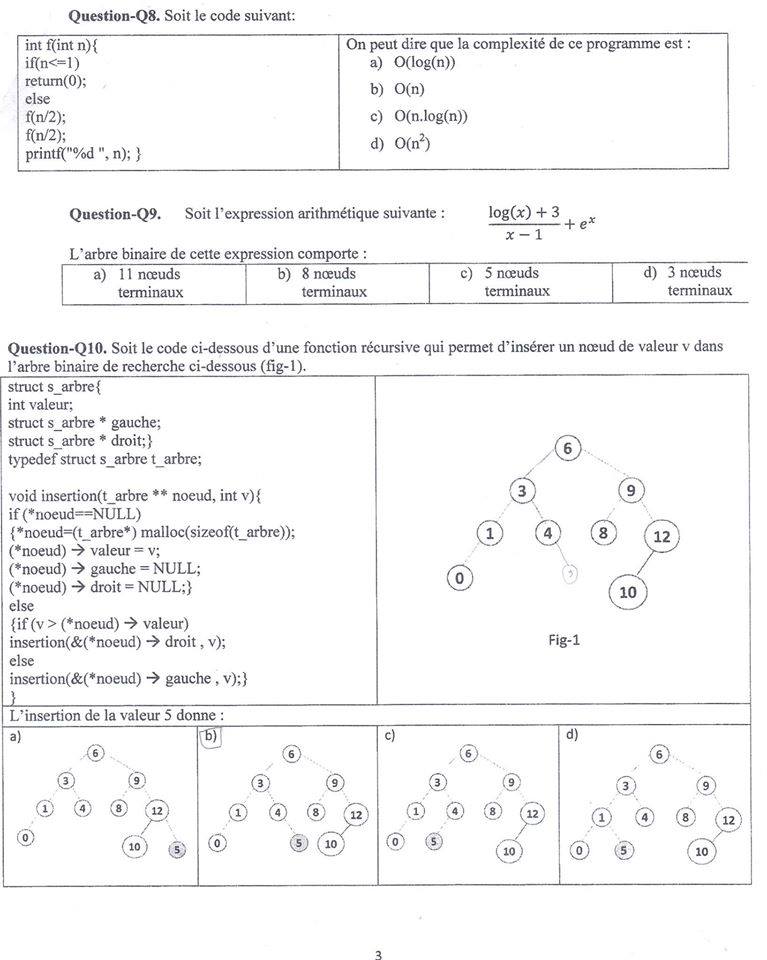 Question-Q8. Soit le code suivant:
int f(int n){
if(n<=1)
return(0);
else
f(n/2);
f(n/2);
printf("%d ", n); }
On peut dire que la complexité de ce programme est :
a) O(log(n))
b) O(n)
c) O(n.log(n))
d) O(n²)
Question-Q9. Soit l'expression arithmétique suivante :
log(x) + 3
x − 1
+ eˣ
L'arbre binaire de cette expression comporte :
a) 11 nœuds
terminaux
b) 8 nœuds
terminaux
c) 5 nœuds
terminaux
d) 3 nœuds
terminaux
Question-Q10. Soit le code ci-dessous d'une fonction récursive qui permet d'insérer un nœud de valeur v dans
l'arbre binaire de recherche ci-dessous (fig-1).
struct s_arbre{
int valeur;
struct s_arbre * gauche;
struct s_arbre * droit;}
typedef struct s_arbre t_arbre;
void insertion(t_arbre ** noeud, int v){
if (*noeud==NULL)
{*noeud=(t_arbre*) malloc(sizeof(t_arbre));
(*noeud) → valeur = v;
(*noeud) → gauche = NULL;
(*noeud) → droit = NULL;}
else
{if (v > (*noeud) → valeur)
insertion(&(*noeud) → droit , v);
else
insertion(&(*noeud) → gauche , v);}
}
6
3 9
1 4 8 12
0 10
Fig-1
L'insertion de la valeur 5 donne :
a)
6
3 9
1 4 8 12
0 10 5
b)
6
3 9
1 4 8 12
0 5 10
c)
6
3 9
1 4 8 12
0 5 10
d)
6
3 9
1 4 8 12
0 5 10
3